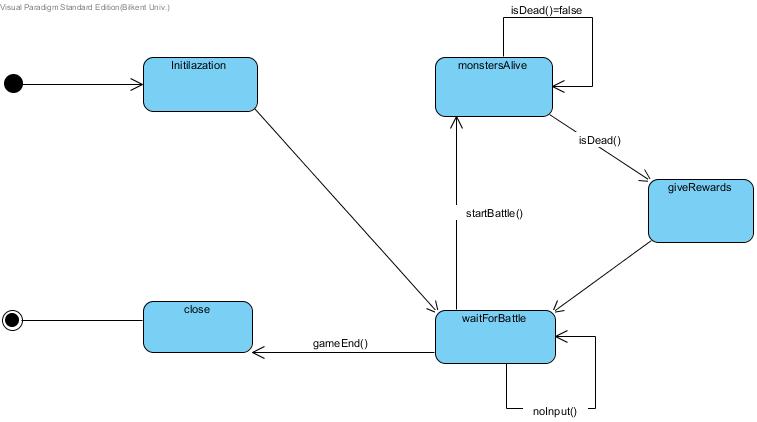 Visual Paradigm Standard Edition(Bilkent Univ.)
isDead()=false
Initilazation
monstersAlive
isDead()
giveRewards
startBattle()
close
waitForBattle
gameEnd()
noInput()